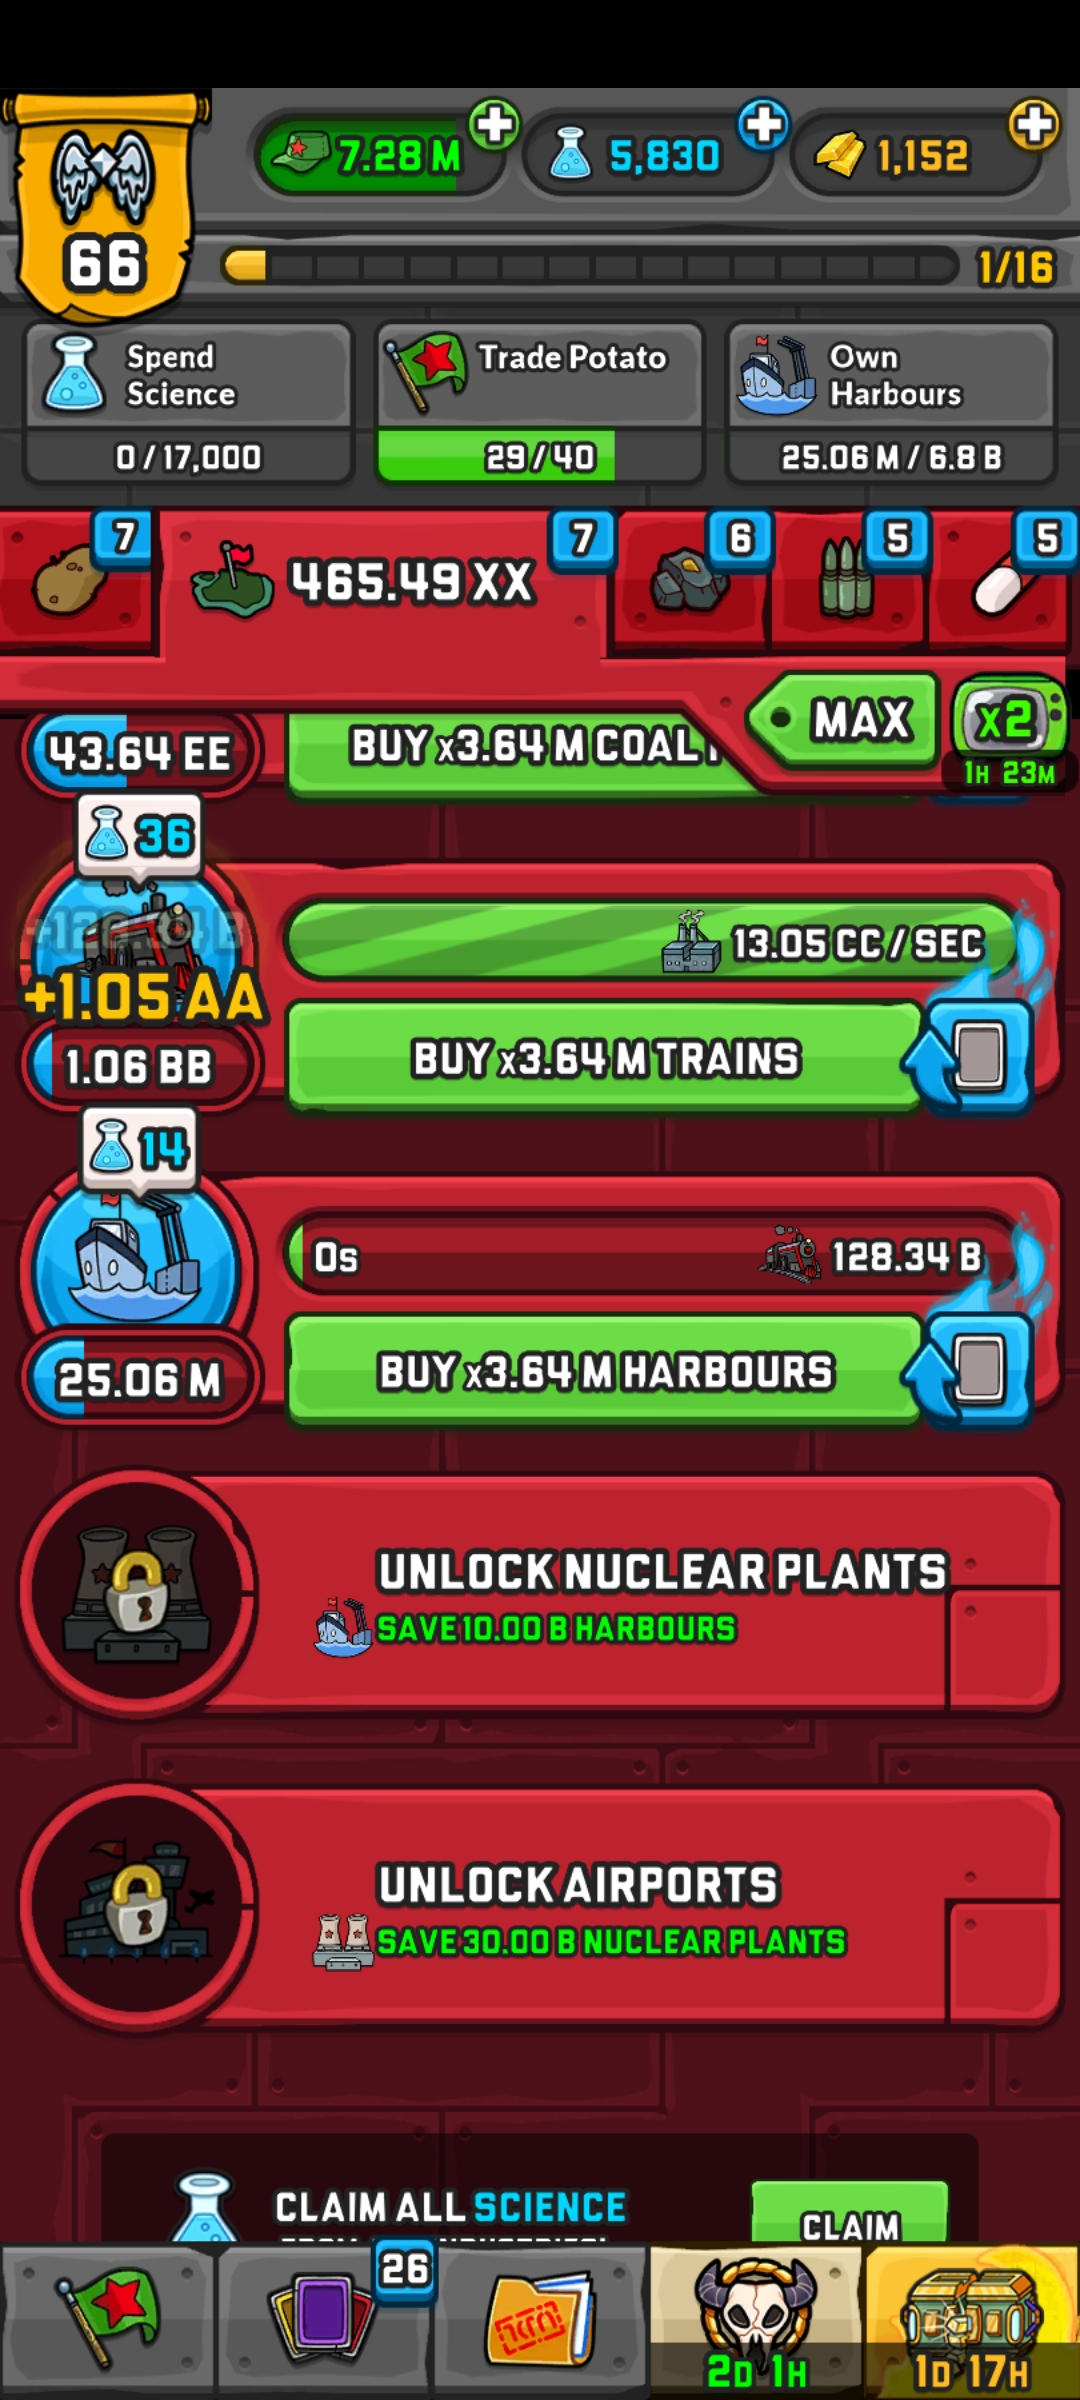 7.28 M
5,830
1,152
66
1/16
Spend
Science
0 / 17,000
Trade Potato
29 / 40
Own
Harbours
25.06 M / 6.8 B
7
465.49 XX
7
6
5
5
MAX
x2
1H 23M
43.64 EE
BUY x3.64 M COAL
36
+128.34 B
+1.05 AA
1.06 BB
13.05 CC / SEC
BUY x3.64 M TRAINS
14
0s
128.34 B
25.06 M
BUY x3.64 M HARBOURS
UNLOCK NUCLEAR PLANTS
SAVE 10.00 B HARBOURS
UNLOCK AIRPORTS
SAVE 30.00 B NUCLEAR PLANTS
CLAIM ALL SCIENCE
CLAIM
26
2D 1H
1D 17H